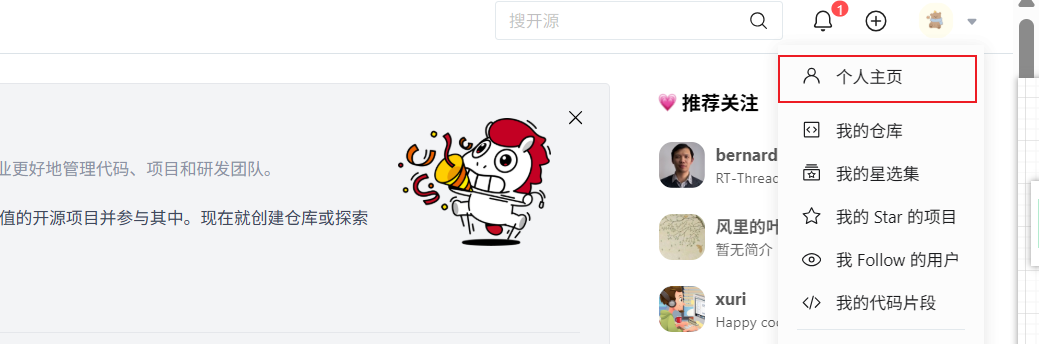 搜开源
1
个人主页
推荐关注
我的仓库
业更好地管理代码、项目和研发团队。
bernard
RT-Thread
我的星选集
值的开源项目并参与其中。现在就创建仓库或探索
我的 Star 的项目
风里的叶
暂无简介
我 Follow 的用户
xuri
Happy co
我的代码片段